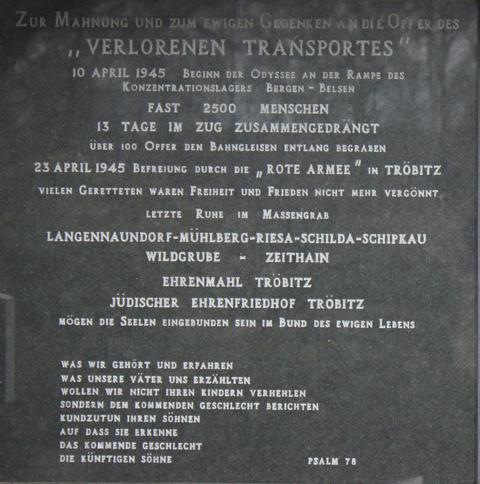 Zur Mahnung und zum ewigen Gedenken an die Opfer des
„VERLORENEN TRANSPORTES"
10 April 1945 Beginn der Odyssee an der Rampe des
Konzentrationslagers Bergen-Belsen
FAST 2500 MENSCHEN
13 TAGE IM ZUG ZUSAMMENGEDRÄNGT
über 100 Opfer den Bahngleisen entlang begraben
23 APRIL 1945 Befreiung durch die „ROTE ARMEE" in TRÖBITZ
vielen Geretteten waren Freiheit und Frieden nicht mehr vergönnt
letzte Ruhe im Massengrab
LANGENNAUNDORF-MÜHLBERG-RIESA-SCHILDA-SCHIPKAU
WILDGRUBE - ZEITHAIN
EHRENMAHL TRÖBITZ
JÜDISCHER EHRENFRIEDHOF TRÖBITZ
mögen die Seelen eingebunden sein im Bund des ewigen Lebens
WAS WIR GEHÖRT UND ERFAHREN
WAS UNSERE VÄTER UNS ERZÄHLTEN
WOLLEN WIR NICHT IHREN KINDERN VERHEHLEN
SONDERN DEM KOMMENDEN GESCHLECHT BERICHTEN
KUNDZUTUN IHREN SÖHNEN
AUF DASS SIE ERKENNE
DAS KOMMENDE GESCHLECHT
DIE KÜNFTIGEN SÖHNE PSALM 78